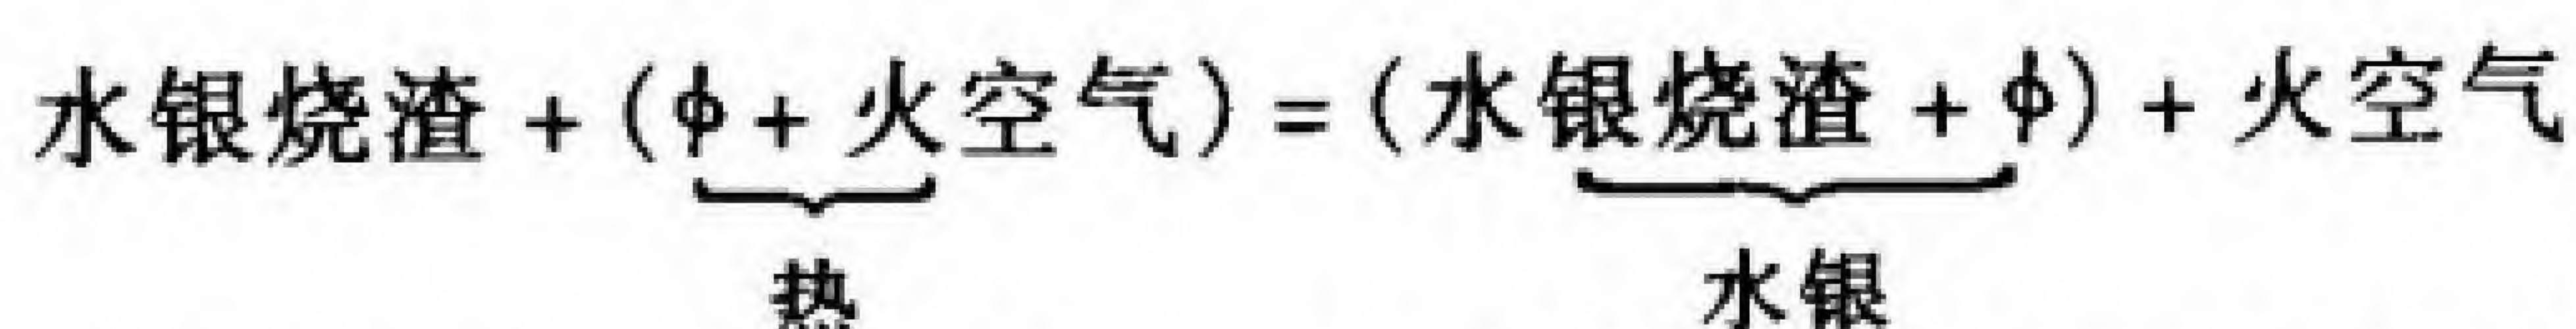 水银烧渣 + (ϕ + 火空气) = (水银烧渣 + ϕ) + 火空气
热 水银